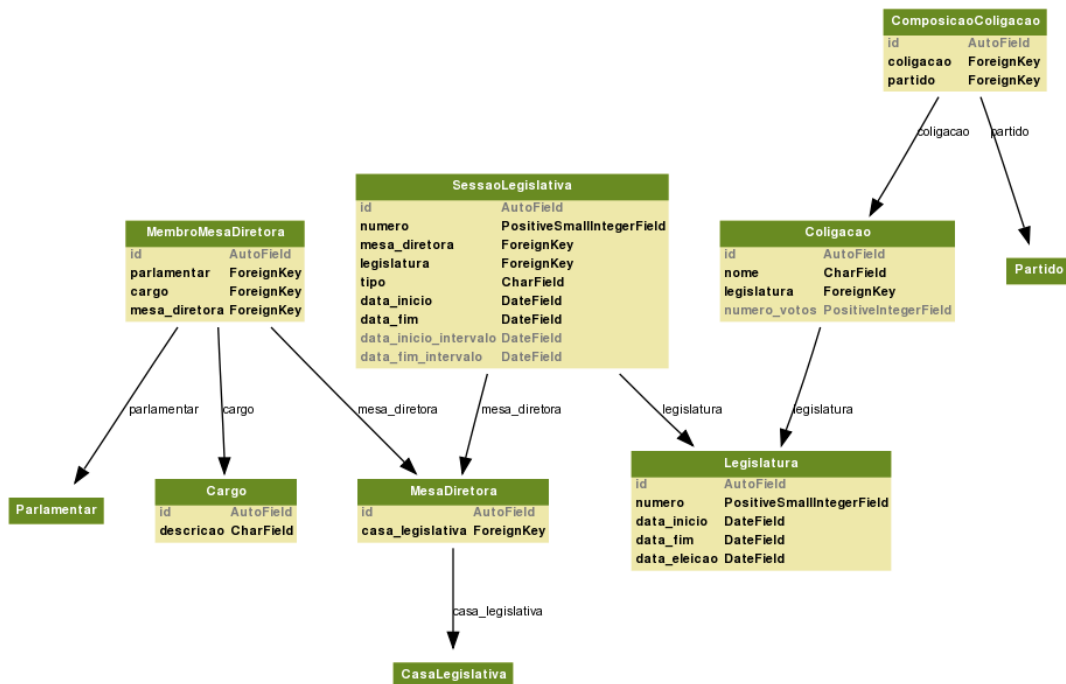 ComposicaoColigacao
id AutoField
coligacao ForeignKey
partido ForeignKey
coligacao
partido
SessaoLegislativa
id AutoField
numero PositiveSmallIntegerField
mesa_diretora ForeignKey
legislatura ForeignKey
tipo CharField
data_inicio DateField
data_fim DateField
data_inicio_intervalo DateField
data_fim_intervalo DateField
MembroMesaDiretora
id AutoField
parlamentar ForeignKey
cargo ForeignKey
mesa_diretora ForeignKey
Coligacao
id AutoField
nome CharField
legislatura ForeignKey
numero_votos PositiveIntegerField
Partido
parlamentar
cargo
mesa_diretora
mesa_diretora
legislatura
legislatura
Parlamentar
Cargo
id AutoField
descricao CharField
MesaDiretora
id AutoField
casa_legislativa ForeignKey
Legislatura
id AutoField
numero PositiveSmallIntegerField
data_inicio DateField
data_fim DateField
data_eleicao DateField
casa_legislativa
CasaLegislativa